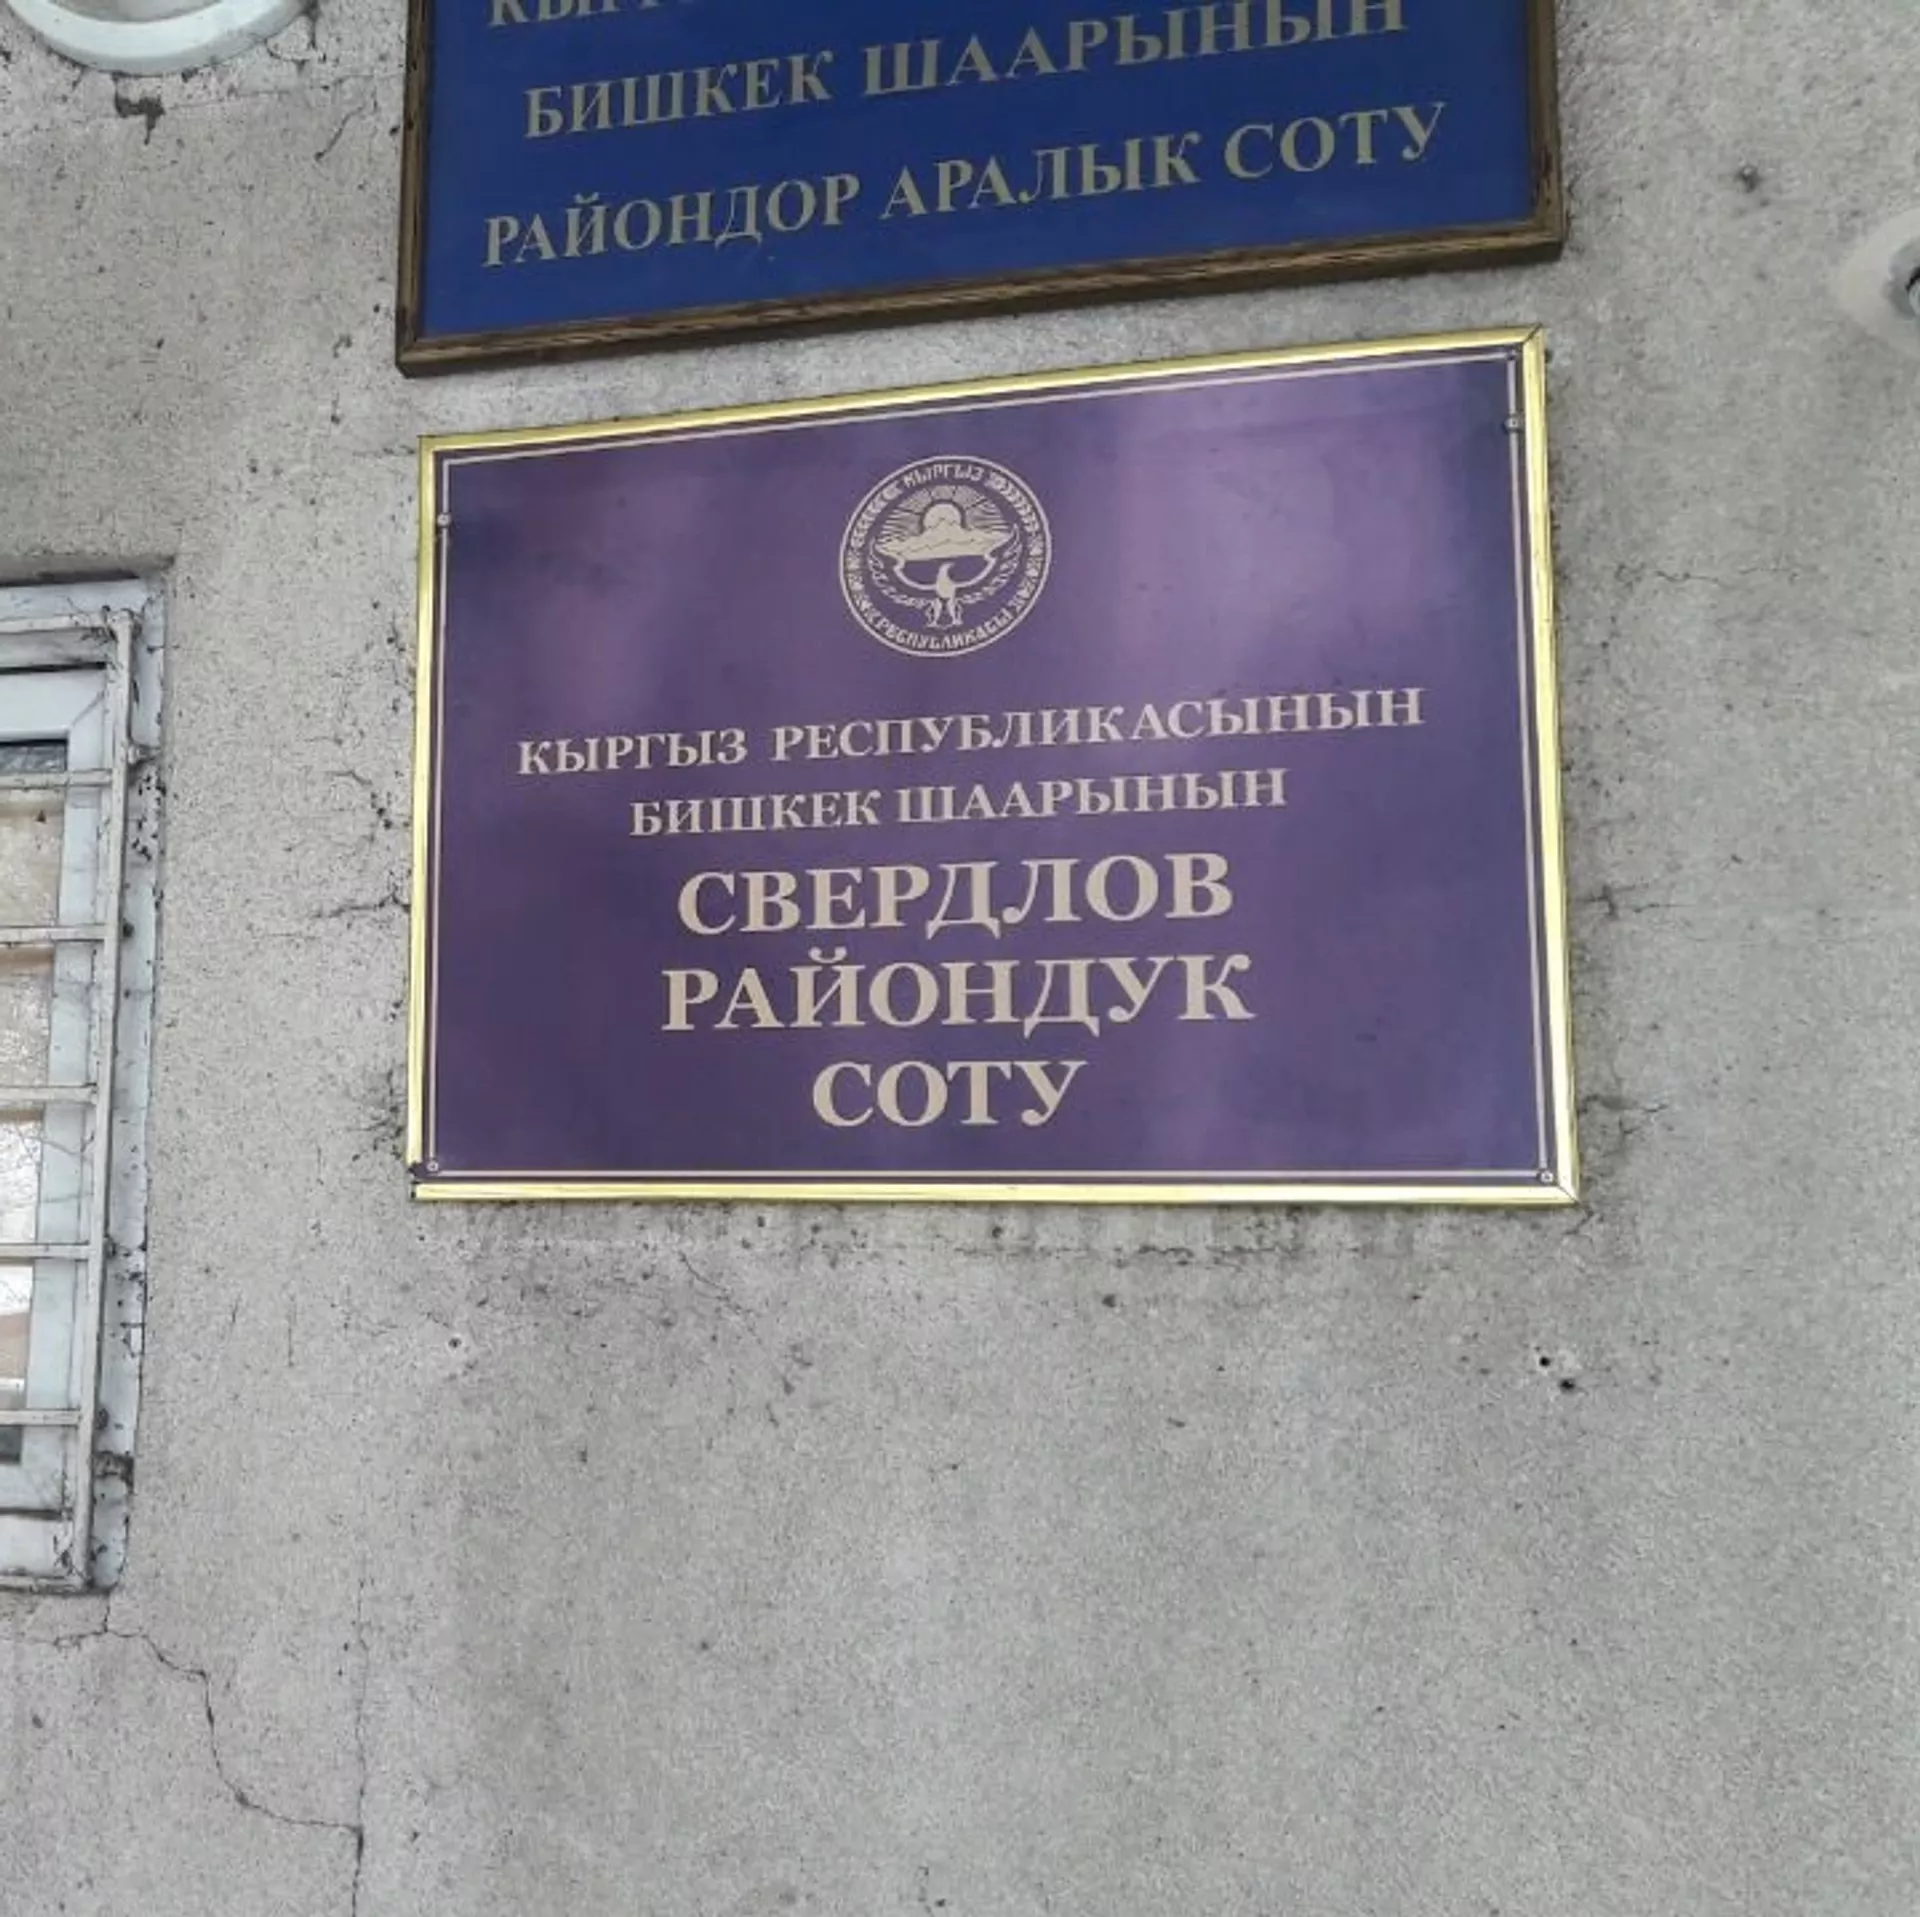 БИШКЕК ШААРЫНЫН
РАЙОНДОР АРАЛЫК СОТУ
КЫРГЫЗ
РЕСПУБЛИКАСЫ
КЫРГЫЗ РЕСПУБЛИКАСЫНЫН
БИШКЕК ШААРЫНЫН
СВЕРДЛОВ
РАЙОНДУК
СОТУ